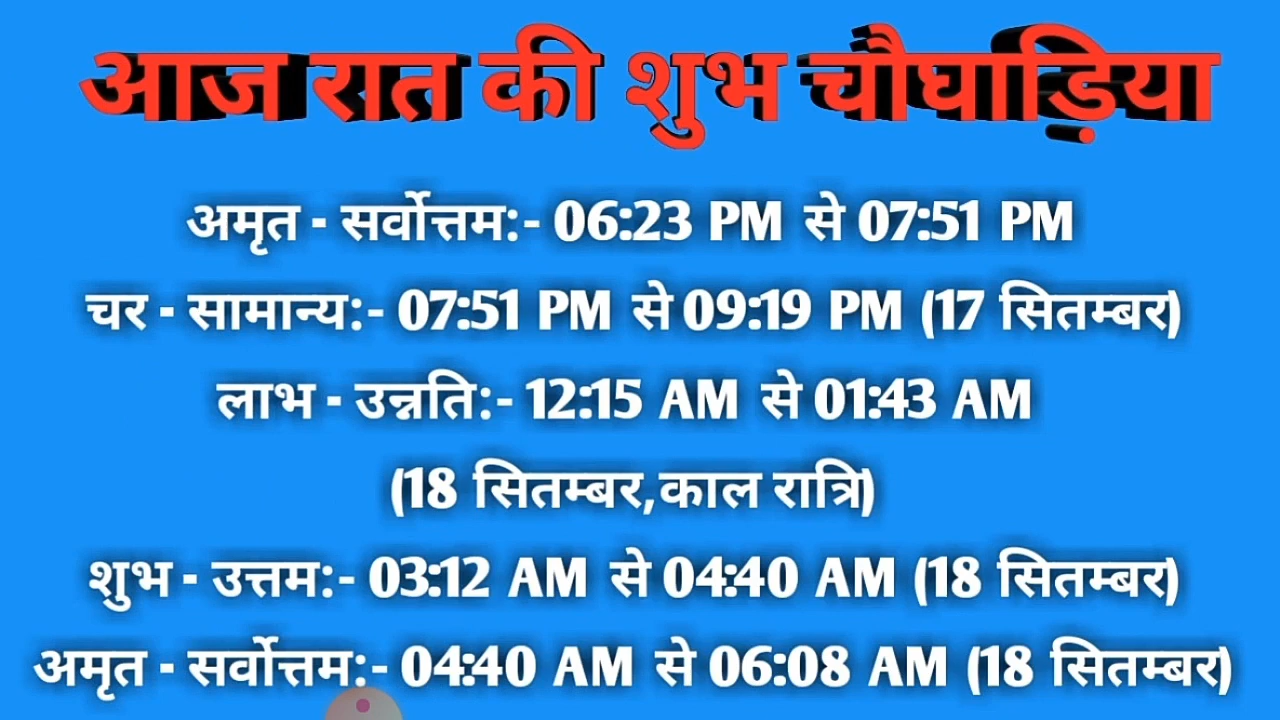 आज रात की शुभ चौघाड़िया
अमृत - सर्वोत्तम:- 06:23 PM से 07:51 PM
चर - सामान्य:- 07:51 PM से 09:19 PM (17 सितम्बर)
लाभ - उन्नति:- 12:15 AM से 01:43 AM
(18 सितम्बर,काल रात्रि)
शुभ - उत्तम:- 03:12 AM से 04:40 AM (18 सितम्बर)
अमृत - सर्वोत्तम:- 04:40 AM से 06:08 AM (18 सितम्बर)